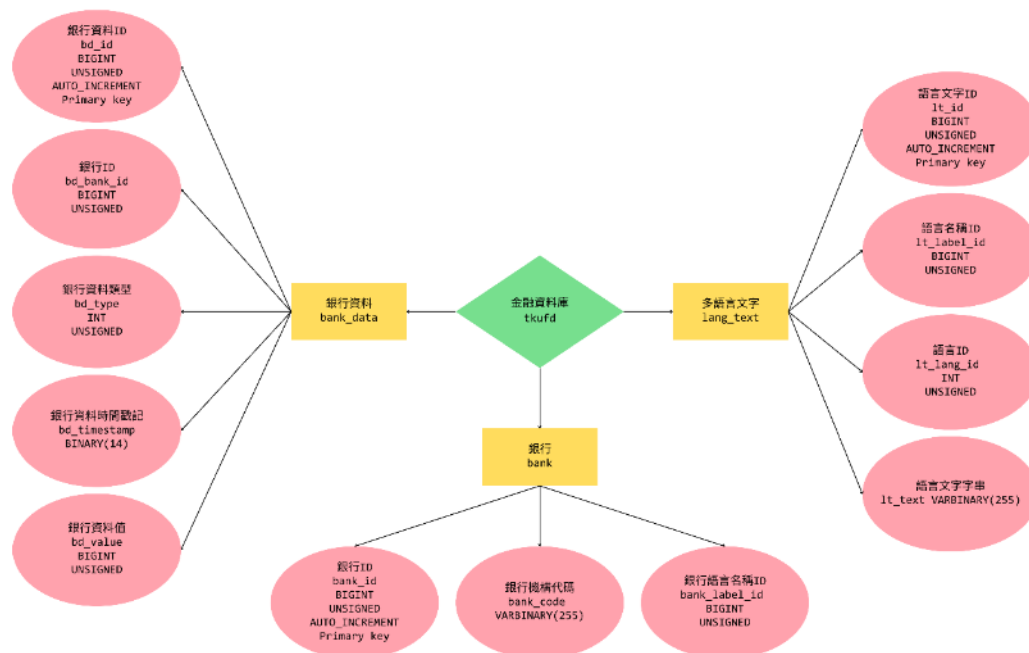 銀行資料ID
bd_id
BIGINT
UNSIGNED
AUTO_INCREMENT
Primary key
銀行ID
bd_bank_id
BIGINT
UNSIGNED
銀行資料類型
bd_type
INT
UNSIGNED
銀行資料時間戳記
bd_timestamp
BINARY(14)
銀行資料值
bd_value
BIGINT
UNSIGNED
銀行資料
bank_data
金融資料庫
tkufd
多語言文字
lang_text
銀行
bank
銀行ID
bank_id
BIGINT
UNSIGNED
AUTO_INCREMENT
Primary key
銀行機構代碼
bank_code
VARBINARY(255)
銀行語言名稱ID
bank_label_id
BIGINT
UNSIGNED
語言文字ID
lt_id
BIGINT
UNSIGNED
AUTO_INCREMENT
Primary key
語言名稱ID
lt_label_id
BIGINT
UNSIGNED
語言ID
lt_lang_id
INT
UNSIGNED
語言文字字串
lt_text VARBINARY(255)